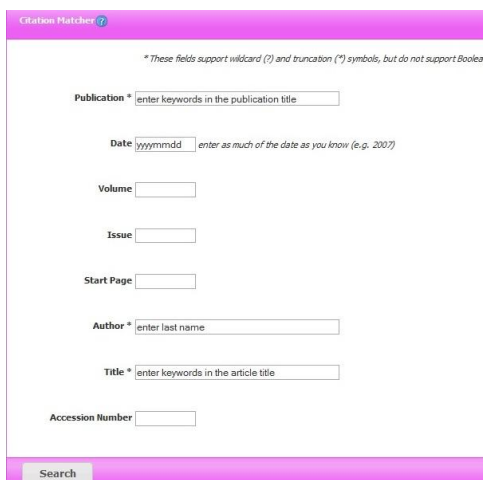 Citation Matcher ?
* These fields support wildcard (?) and truncation (*) symbols, but do not support Boolea
Publication * enter keywords in the publication title
Date yyyymmdd enter as much of the date as you know (e.g. 2007)
Volume
Issue
Start Page
Author * enter last name
Title * enter keywords in the article title
Accession Number
Search